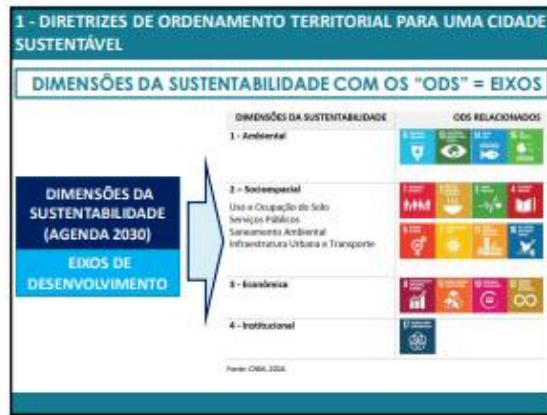 1 - DIRETRIZES DE ORDENAMENTO TERRITORIAL PARA UMA CIDADE
SUSTENTÁVEL
DIMENSÕES DA SUSTENTABILIDADE COM OS "ODS" = EIXOS
DIMENSÕES DA SUSTENTABILIDADE
ODS RELACIONADOS
1 - Ambiental
DIMENSÕES DA
SUSTENTABILIDADE
(AGENDA 2030)
EIXOS DE
DESENVOLVIMENTO
2 – Socioespacial
Uso e Ocupação do Solo
Serviços Públicos
Saneamento Ambiental
Infraestrutura Urbana e Transporte
3 - Econômica
4 - Institucional
17